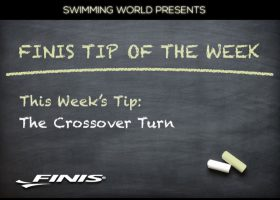 SWIMMING WORLD PRESENTS
FINIS TIP OF THE WEEK
This Week's Tip:
The Crossover Turn
FINIS